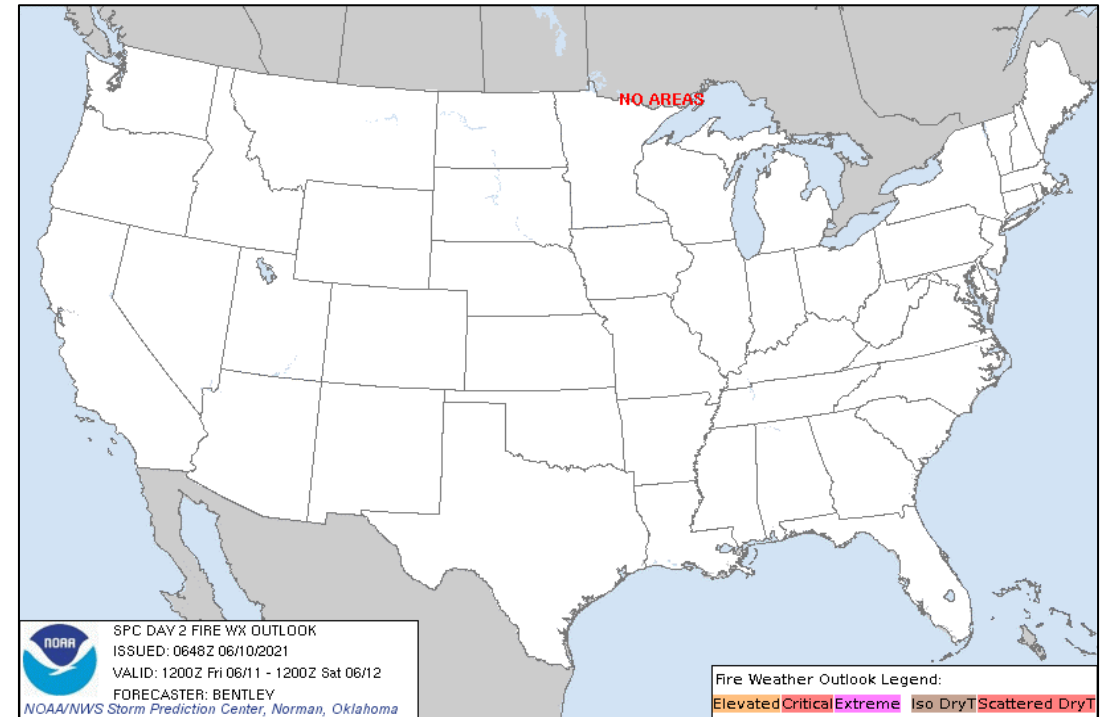 NO AREAS
NOAA
SPC DAY 2 FIRE WX OUTLOOK
ISSUED: 0648Z 06/10/2021
VALID: 1200Z Fri 06/11 - 1200Z Sat 06/12
FORECASTER: BENTLEY
NOAA/NWS Storm Prediction Center, Norman, Oklahoma
Fire Weather Outlook Legend:
Elevated Critical Extreme Iso DryT Scattered DryT